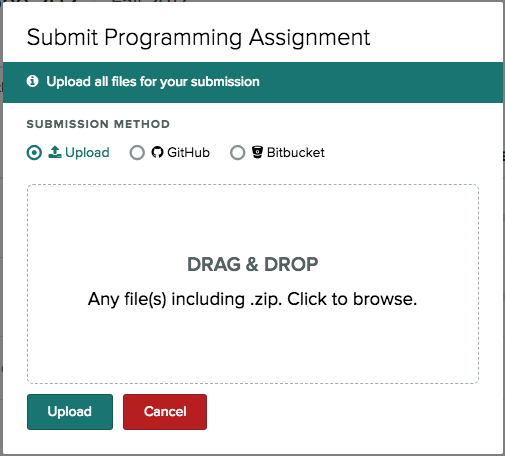 Submit Programming Assignment
Upload all files for your submission
SUBMISSION METHOD
Upload GitHub Bitbucket
DRAG & DROP
Any file(s) including .zip. Click to browse.
Upload Cancel